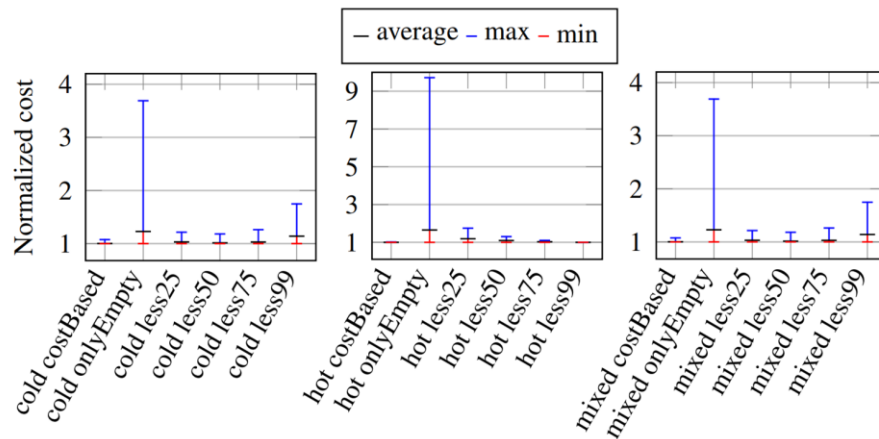 average max min
Normalized cost
4
3
2
1
cold costBased
cold onlyEmpty
cold less25
cold less50
cold less75
cold less99
9
7
5
3
1
hot costBased
hot onlyEmpty
hot less25
hot less50
hot less75
hot less99
4
3
2
1
mixed costBased
mixed onlyEmpty
mixed less25
mixed less50
mixed less75
mixed less99